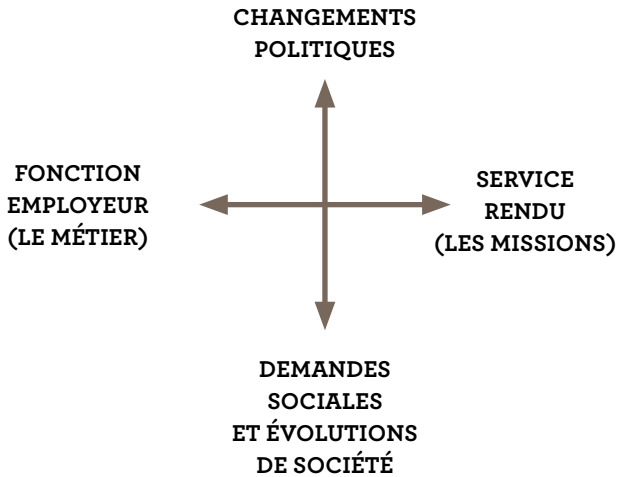 CHANGEMENTS
POLITIQUES
FONCTION
EMPLOYEUR
(LE MÉTIER)
SERVICE
RENDU
(LES MISSIONS)
DEMANDES
SOCIALES
ET ÉVOLUTIONS
DE SOCIÉTÉ